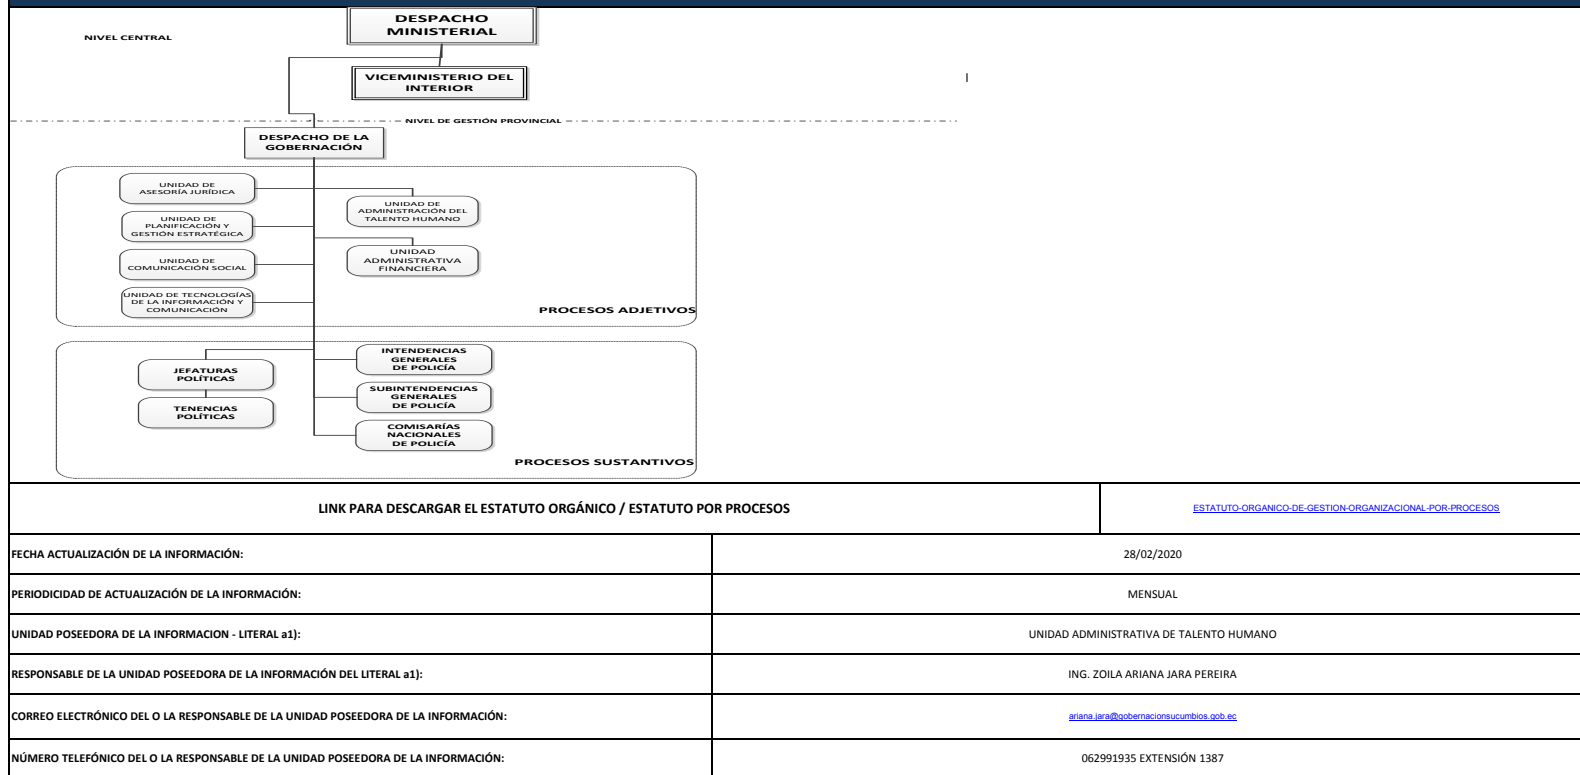 DESPACHO
MINISTERIAL
NIVEL CENTRAL
VICEMINISTERIO DEL
INTERIOR
I
NIVEL DE GESTIÓN PROVINCIAL
DESPACHO DE LA
GOBERNACIÓN
UNIDAD DE
ASESORÍA JURÍDICA
UNIDAD DE
ADMINISTRACIÓN DEL
TALENTO HUMANO
UNIDAD DE
PLANIFICACIÓN Y
GESTIÓN ESTRATÉGICA
UNIDAD
ADMINISTRATIVA
FINANCIERA
UNIDAD DE
COMUNICACIÓN SOCIAL
UNIDAD DE TECNOLOGÍAS
DE LA INFORMACIÓN Y
COMUNICACIÓN
PROCESOS ADJETIVOS
INTENDENCIAS
GENERALES
DE POLICÍA
JEFATURAS
POLÍTICAS
SUBINTENDENCIAS
GENERALES
DE POLICÍA
TENENCIAS
POLÍTICAS
COMISARÍAS
NACIONALES
DE POLICÍA
PROCESOS SUSTANTIVOS
LINK PARA DESCARGAR EL ESTATUTO ORGÁNICO / ESTATUTO POR PROCESOS
ESTATUTO-ORGANICO-DE-GESTION-ORGANIZACIONAL-POR-PROCESOS
FECHA ACTUALIZACIÓN DE LA INFORMACIÓN:
28/02/2020
PERIODICIDAD DE ACTUALIZACIÓN DE LA INFORMACIÓN:
MENSUAL
UNIDAD POSEEDORA DE LA INFORMACION - LITERAL a1):
UNIDAD ADMINISTRATIVA DE TALENTO HUMANO
RESPONSABLE DE LA UNIDAD POSEEDORA DE LA INFORMACIÓN DEL LITERAL a1):
ING. ZOILA ARIANA JARA PEREIRA
CORREO ELECTRÓNICO DEL O LA RESPONSABLE DE LA UNIDAD POSEEDORA DE LA INFORMACIÓN:
ariana.jara@gobernacionsucumbios.gob.ec
NÚMERO TELEFÓNICO DEL O LA RESPONSABLE DE LA UNIDAD POSEEDORA DE LA INFORMACIÓN:
062991935 EXTENSIÓN 1387